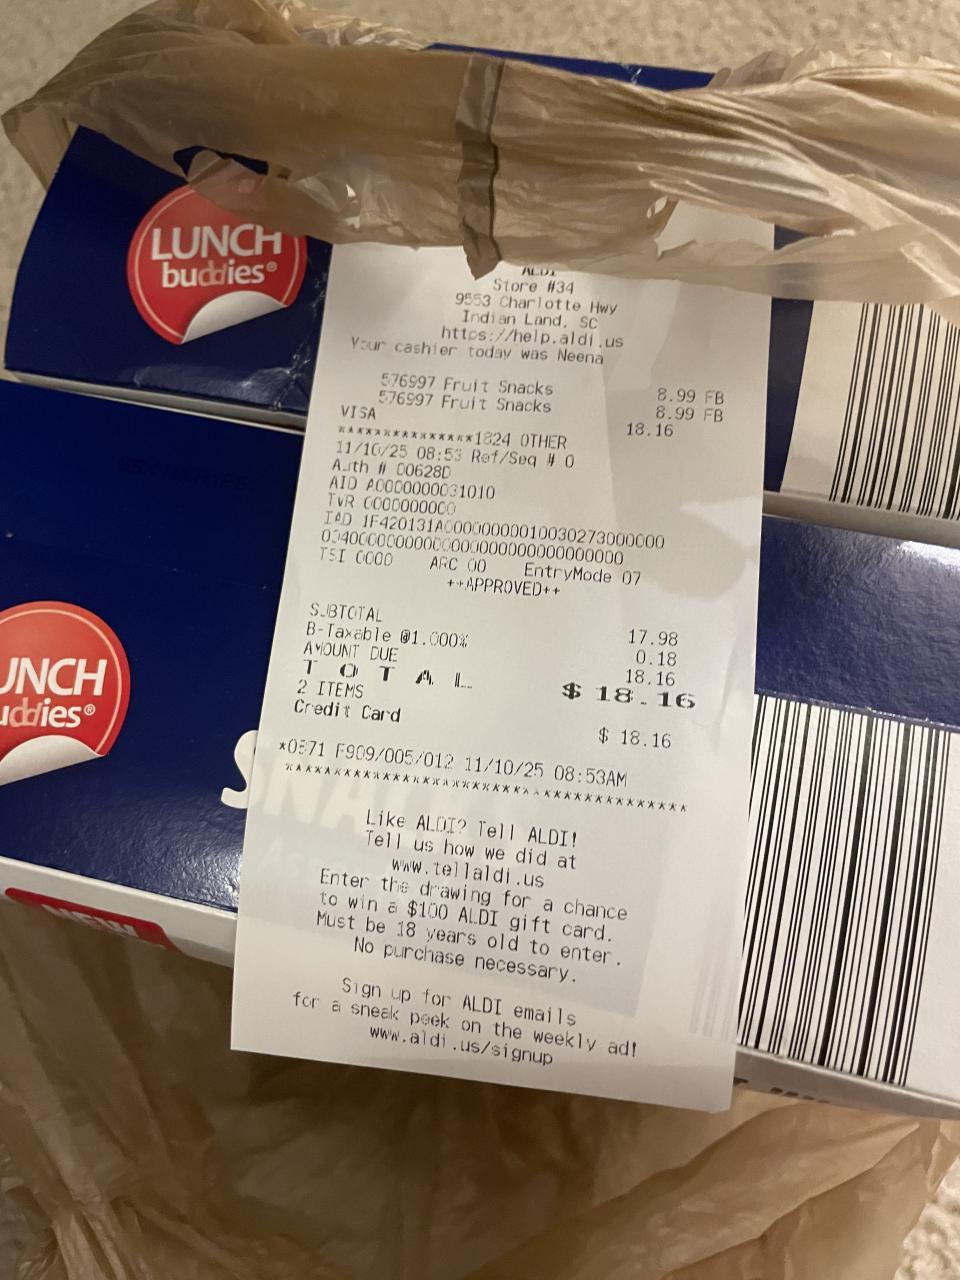 LUNCH
buddies®
ALDI
Store #34
9553 Charlotte Hwy
Indian Land, SC
https://help.aldi.us
Your cashier today was Neena
576997 Fruit Snacks 8.99 FB
576997 Fruit Snacks 8.99 FB
VISA 18.16
***************1824 OTHER
11/10/25 08:53 Ref/Seq # 0
Auth # 00628D
AID A0000000031010
TVR 0000000000
IAD 1F420131A0000000010030273000000
TSI 0000 ARC 00 EntryMode 07
++APPROVED++
SUBTOTAL 17.98
B-Taxable @1.000% 0.18
AMOUNT DUE 18.16
T O T A L $ 18.16
2 ITEMS
Credit Card $ 18.16
*0371 F909/005/012 11/10/25 08:53AM
Like ALDI? Tell ALDI!
Tell us how we did at
www.tellaldi.us
Enter the drawing for a chance
to win a $100 ALDI gift card.
Must be 18 years old to enter.
No purchase necessary.
Sign up for ALDI emails
for a sneak peek on the weekly ad!
www.aldi.us/signup
UNCH
uddies®